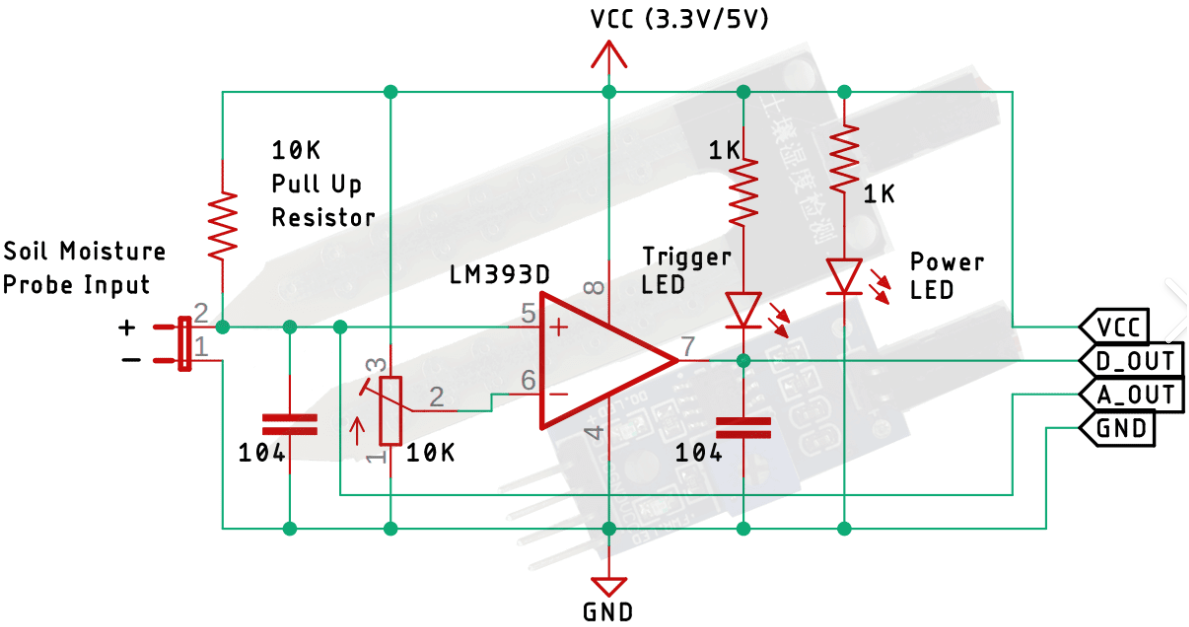 VCC (3.3V/5V)
10K
Pull Up
Resistor
1K
1K
土壤湿度检测
Soil Moisture
Probe Input
LM393D
Trigger
LED
Power
LED
8
2
+
5
+
VCC
1
−
3
7
D_OUT
6
−
2
A_OUT
4
GND
104
1
10K
104
GND